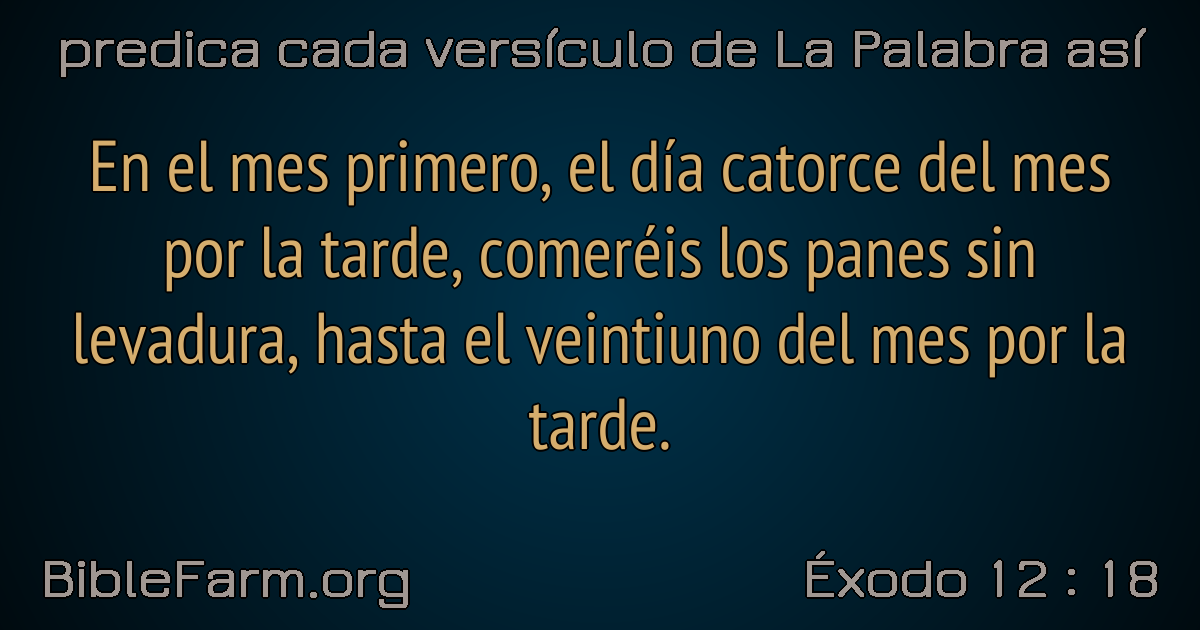 predica cada versículo de La Palabra así
En el mes primero, el día catorce del mes
por la tarde, comeréis los panes sin
levadura, hasta el veintiuno del mes por la
tarde.
BibleFarm.org
Éxodo 12 : 18